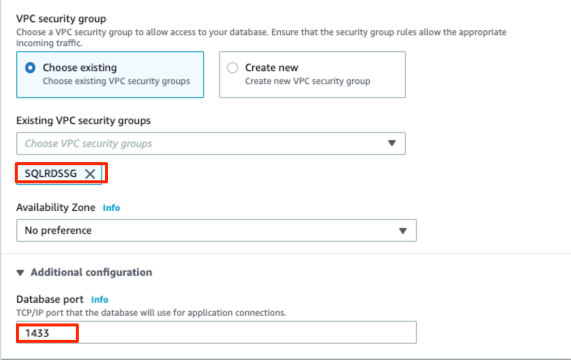 VPC security group
Choose a VPC security group to allow access to your database. Ensure that the security group rules allow the appropriate
incoming traffic.
Choose existing
Choose existing VPC security groups
Create new
Create new VPC security group
Existing VPC security groups
Choose VPC security groups
SQLRDSSG
Availability Zone Info
No preference
Additional configuration
Database port Info
TCP/IP port that the database will use for application connections.
1433